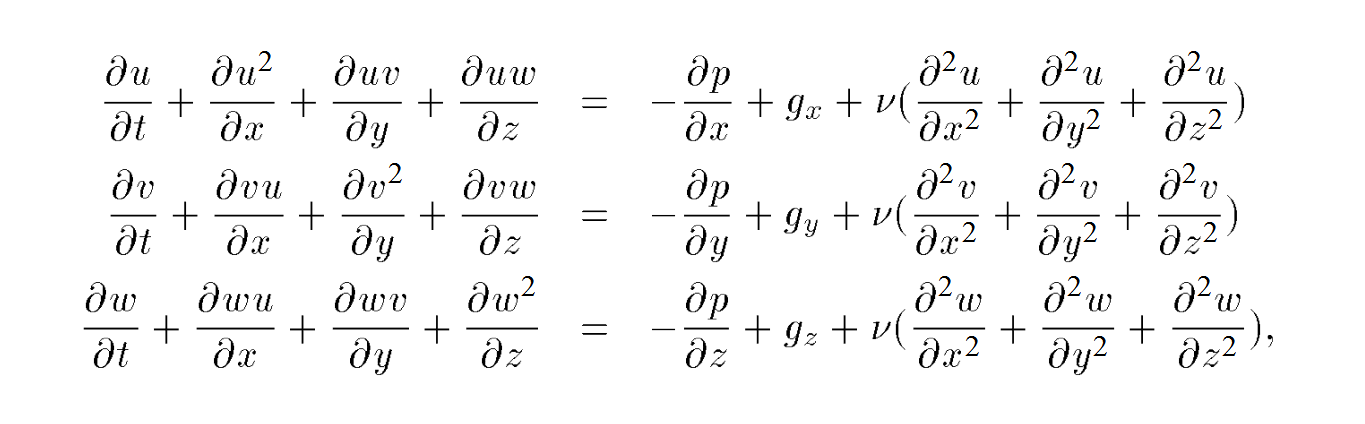 ∂u/∂t + ∂u²/∂x + ∂uv/∂y + ∂uw/∂z = −∂p/∂x + gₓ + ν(∂²u/∂x² + ∂²u/∂y² + ∂²u/∂z²)
∂v/∂t + ∂vu/∂x + ∂v²/∂y + ∂vw/∂z = −∂p/∂y + g_y + ν(∂²v/∂x² + ∂²v/∂y² + ∂²v/∂z²)
∂w/∂t + ∂wu/∂x + ∂wv/∂y + ∂w²/∂z = −∂p/∂z + g_z + ν(∂²w/∂x² + ∂²w/∂y² + ∂²w/∂z²),